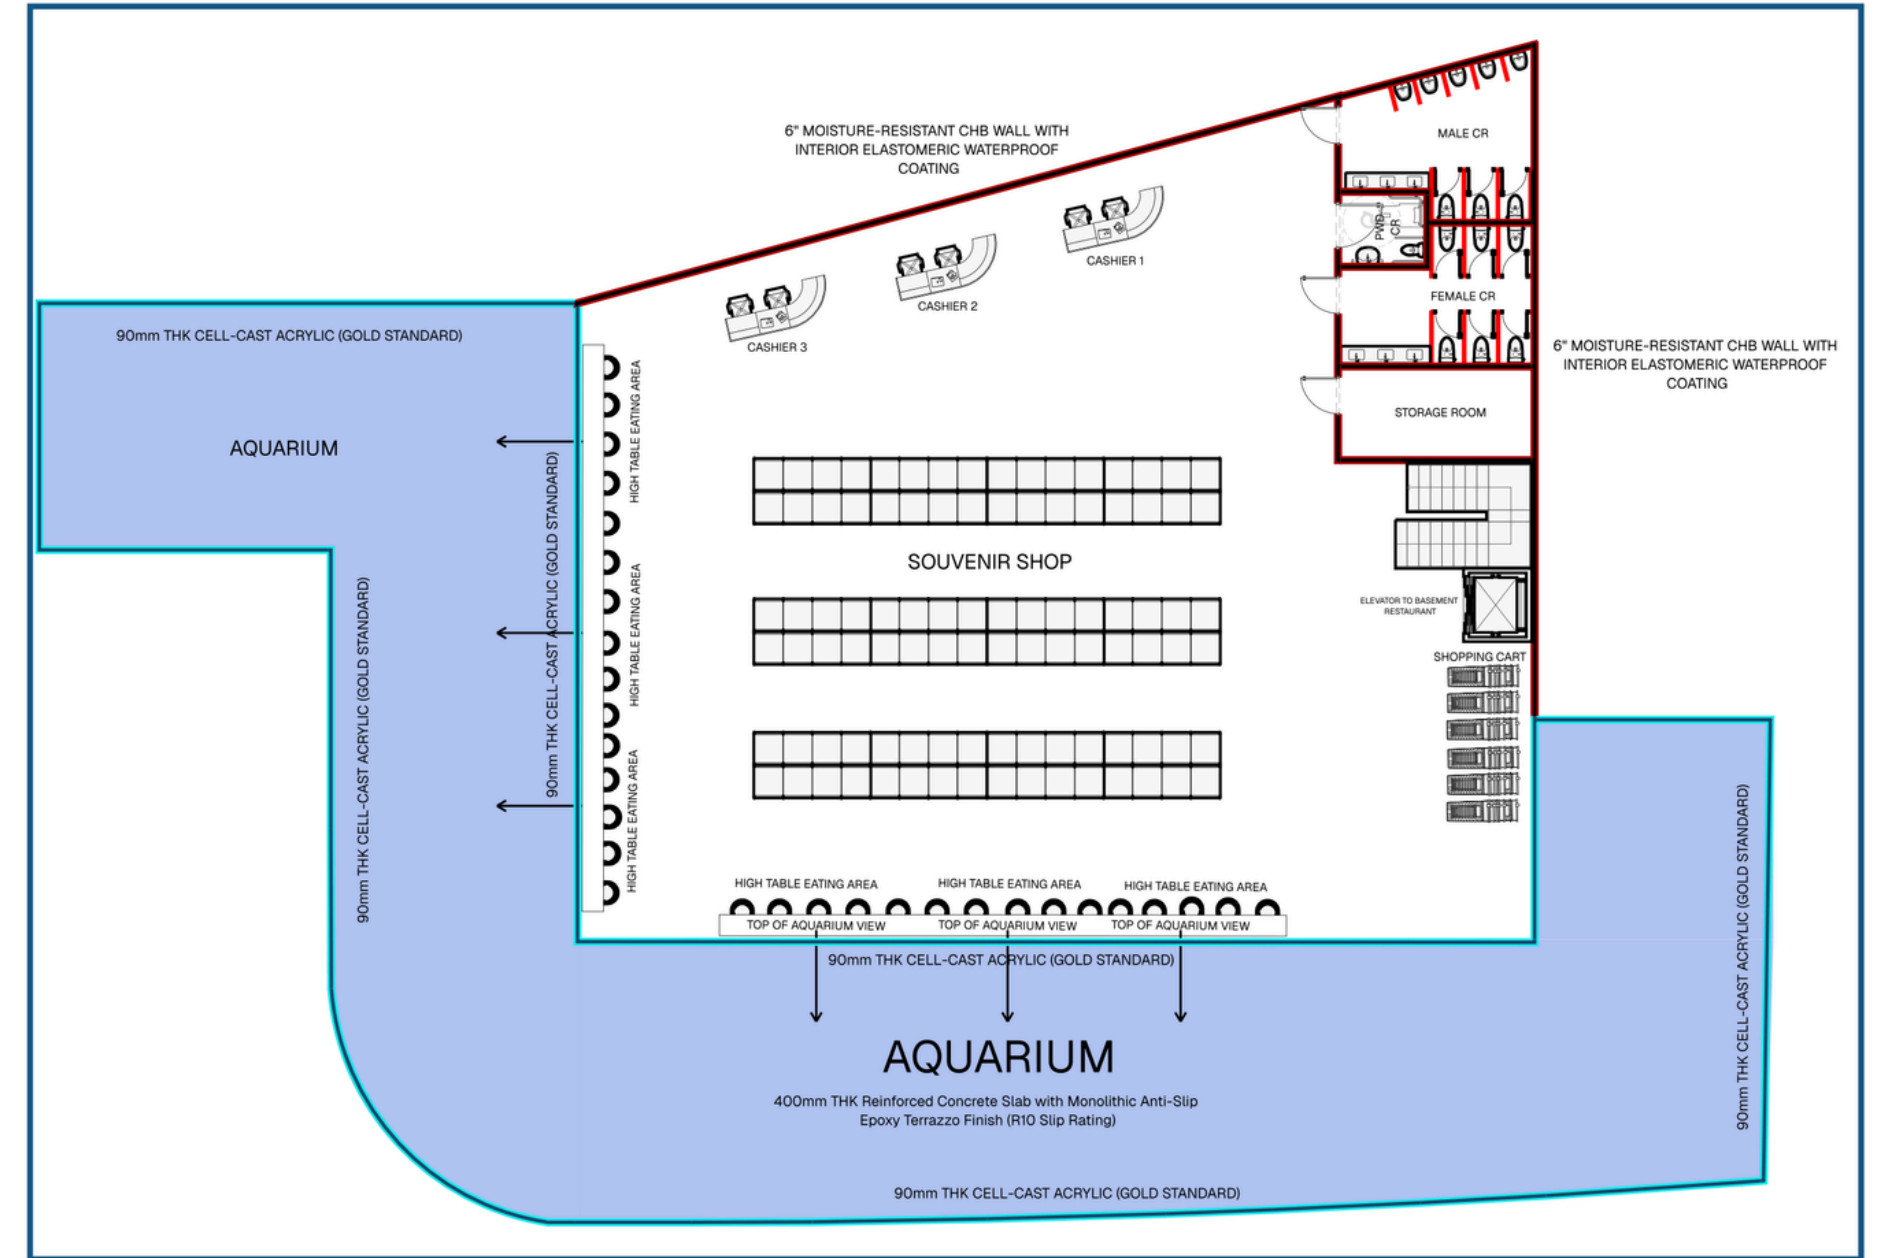 6" MOISTURE-RESISTANT CHB WALL WITH
INTERIOR ELASTOMERIC WATERPROOF
COATING
MALE CR
PWD
CR
FEMALE CR
STORAGE ROOM
CASHIER 1
CASHIER 2
CASHIER 3
6" MOISTURE-RESISTANT CHB WALL WITH
INTERIOR ELASTOMERIC WATERPROOF
COATING
90mm THK CELL-CAST ACRYLIC (GOLD STANDARD)
AQUARIUM
90mm THK CELL-CAST ACRYLIC (GOLD STANDARD)
90mm THK CELL-CAST ACRYLIC (GOLD STANDARD)
HIGH TABLE EATING AREA
HIGH TABLE EATING AREA
HIGH TABLE EATING AREA
SOUVENIR SHOP
ELEVATOR TO BASEMENT
RESTAURANT
SHOPPING CART
HIGH TABLE EATING AREA
HIGH TABLE EATING AREA
HIGH TABLE EATING AREA
TOP OF AQUARIUM VIEW
TOP OF AQUARIUM VIEW
TOP OF AQUARIUM VIEW
90mm THK CELL-CAST ACRYLIC (GOLD STANDARD)
90mm THK CELL-CAST ACRYLIC (GOLD STANDARD)
AQUARIUM
400mm THK Reinforced Concrete Slab with Monolithic Anti-Slip
Epoxy Terrazzo Finish (R10 Slip Rating)
90mm THK CELL-CAST ACRYLIC (GOLD STANDARD)